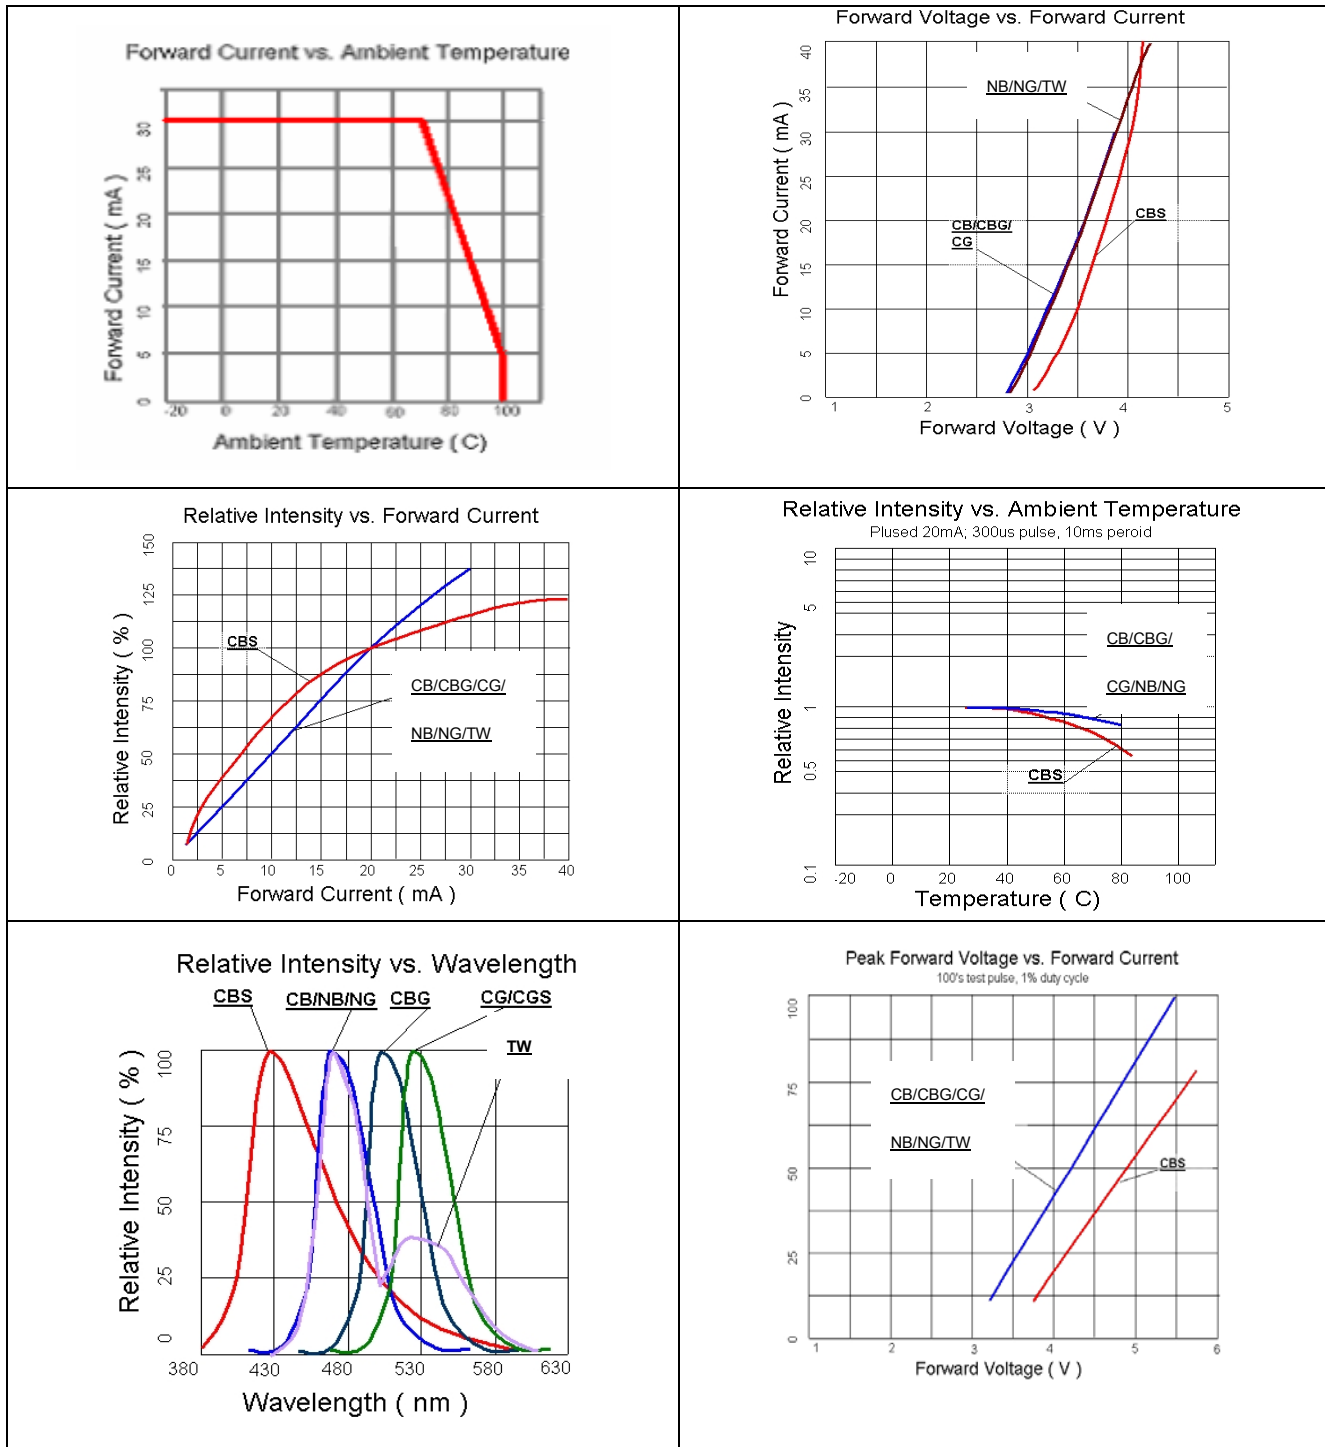 Forward Current vs. Ambient Temperature
Forward Current ( mA )
30
25
20
15
10
5
0
-20 0 20 40 60 80 100
Ambient Temperature ( C)
Forward Voltage vs. Forward Current
Forward Current ( mA )
40
35
30
25
20
15
10
5
0
NB/NG/TW
CB/CBG/
CG
CBS
1 2 3 4 5
Forward Voltage ( V )
Relative Intensity vs. Forward Current
Relative Intensity ( % )
150
125
100
75
50
25
0
CBS
CB/CBG/CG/
NB/NG/TW
0 5 10 15 20 25 30 35 40
Forward Current ( mA )
Relative Intensity vs. Ambient Temperature
Plused 20mA; 300us pulse, 10ms peroid
Relative Intensity
10
5
1
0.5
0.1
CB/CBG/
CG/NB/NG
CBS
-20 0 20 40 60 80 100
Temperature ( C)
Relative Intensity vs. Wavelength
CBS CB/NB/NG CBG CG/CGS
TW
Relative Intensity ( % )
100
75
50
25
0
380 430 480 530 580 630
Wavelength ( nm )
Peak Forward Voltage vs. Forward Current
100's test pulse, 1% duty cycle
100
75
50
25
0
CB/CBG/CG/
NB/NG/TW
CBS
1 2 3 4 5 6
Forward Voltage ( V )